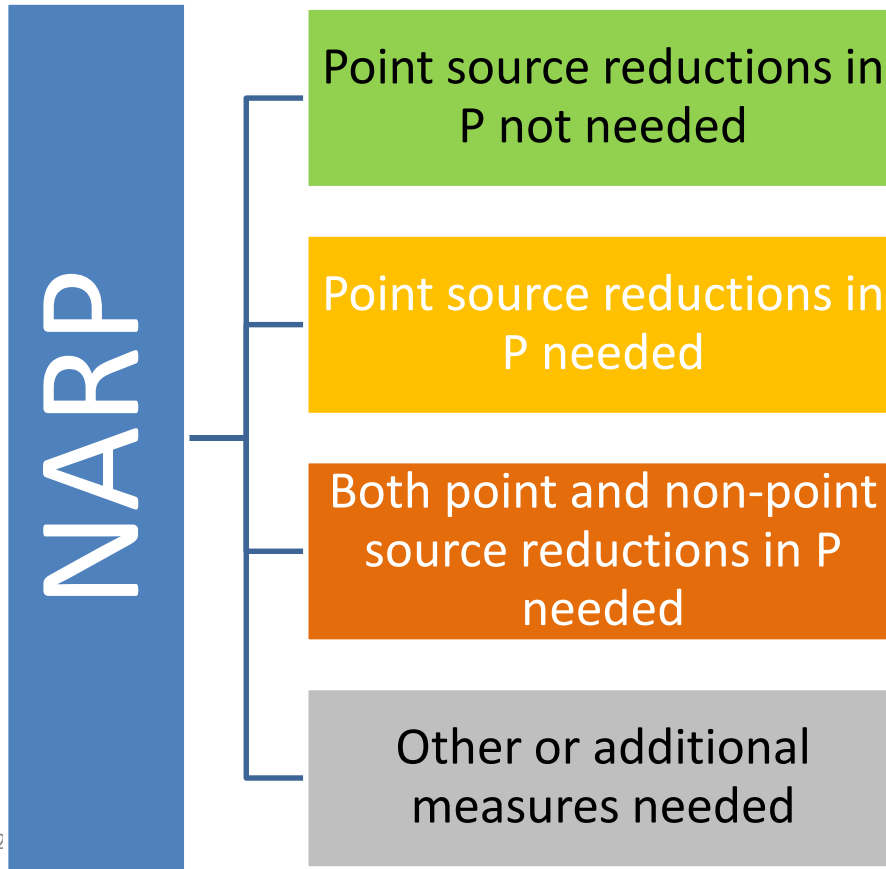 NARP
Point source reductions in
P not needed
Point source reductions in
P needed
Both point and non-point
source reductions in P
needed
Other or additional
measures needed